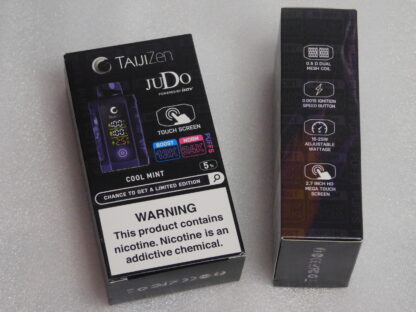 TAIJIZEN
JUDO
POWERED BY iJOY
TOUCH SCREEN
BOOST
NORM
PUFFS
COOL MINT
5%
CHANCE TO GET A LIMITED EDITION
WARNING
This product contains
nicotine. Nicotine is an
addictive chemical.
0.6 Ω DUAL
MESH COIL
0.001S IGNITION
SPEED BUTTON
15-25W
ADJUSTABLE
WATTAGE
2.7 INCH HD
MEGA TOUCH
SCREEN